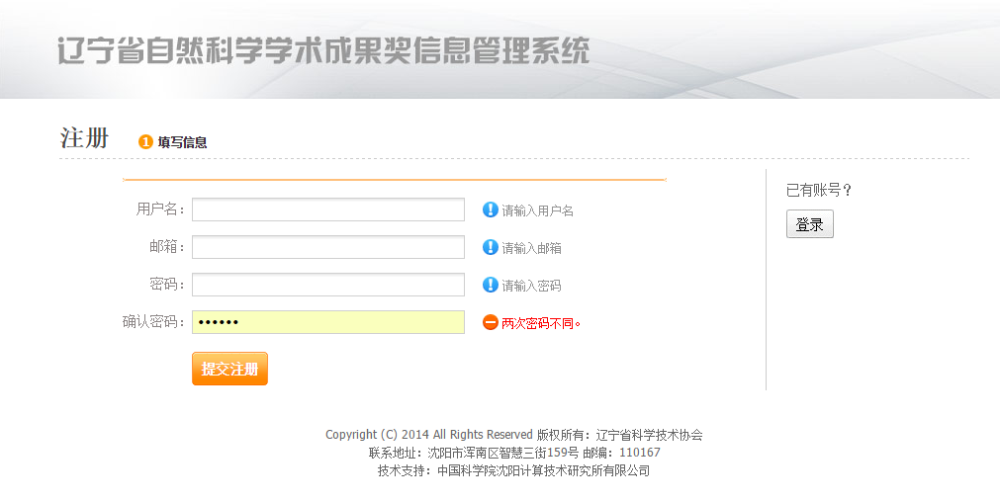 辽宁省自然科学学术成果奖信息管理系统
注册 1 填写信息
已有账号？
登录
用户名： 请输入用户名
邮箱： 请输入邮箱
密码： 请输入密码
确认密码： •••••• 两次密码不同。
提交注册
Copyright (C) 2014 All Rights Reserved 版权所有：辽宁省科学技术协会
联系地址：沈阳市浑南区智慧三街159号 邮编：110167
技术支持：中国科学院沈阳计算技术研究所有限公司